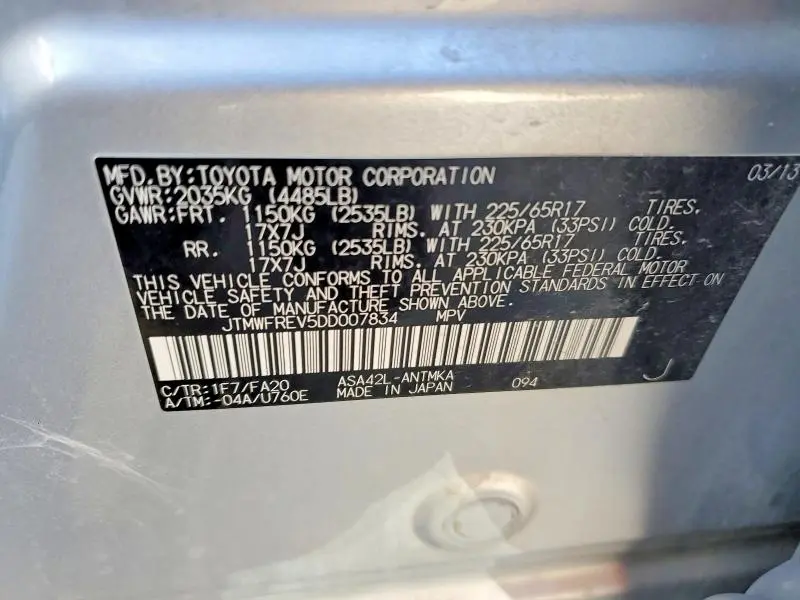 MFD. BY: TOYOTA MOTOR CORPORATION 03/13
GVWR: 2035KG (4485LB)
GAWR: FRT. 1150KG (2535LB) WITH 225/65R17 TIRES.
17X7J RIMS. AT 230KPA (33PSI) COLD.
RR. 1150KG (2535LB) WITH 225/65R17 TIRES.
17X7J RIMS. AT 230KPA (33PSI) COLD.
THIS VEHICLE CONFORMS TO ALL APPLICABLE FEDERAL MOTOR
VEHICLE SAFETY AND THEFT PREVENTION STANDARDS IN EFFECT ON
THE DATE OF MANUFACTURE SHOWN ABOVE.
JTMWFREV5DD007834 MPV
C/TR: 1F7/FA20 ASA42L-ANTMKA 094 J
A/TM: -04A/U760E MADE IN JAPAN